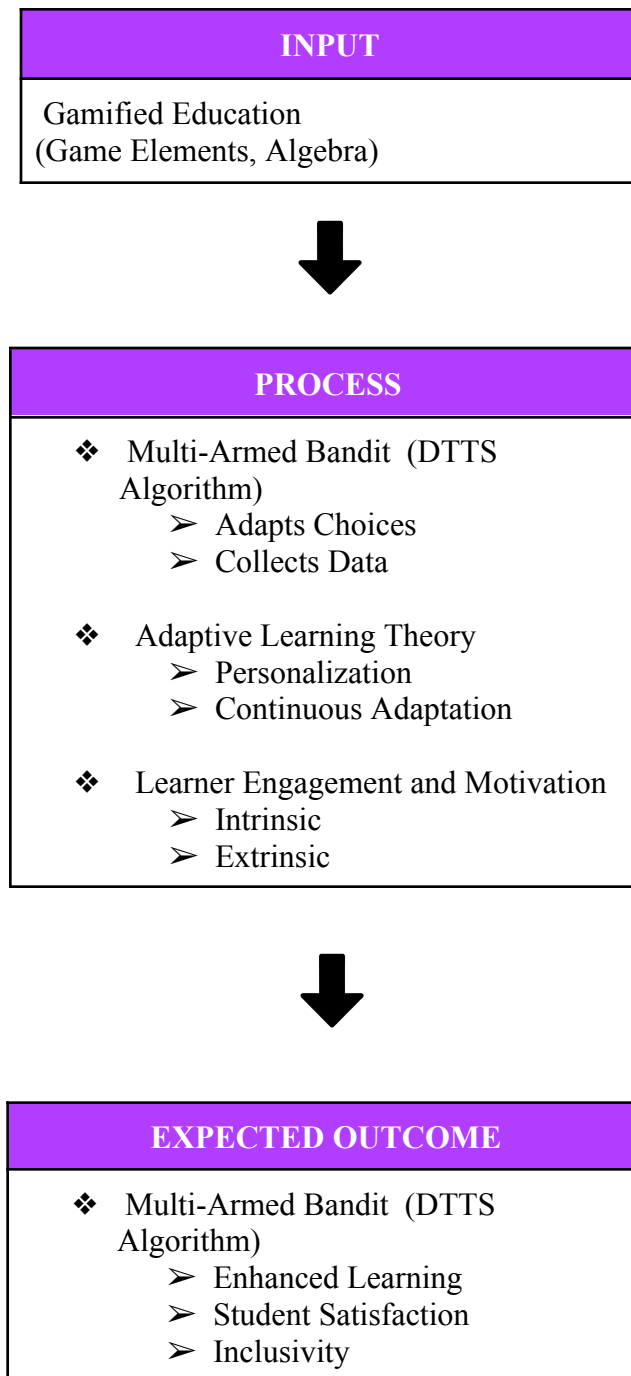 INPUT
Gamified Education
(Game Elements, Algebra)
PROCESS
❖ Multi-Armed Bandit (DTTS
Algorithm)
➢ Adapts Choices
➢ Collects Data
❖ Adaptive Learning Theory
➢ Personalization
➢ Continuous Adaptation
❖ Learner Engagement and Motivation
➢ Intrinsic
➢ Extrinsic
EXPECTED OUTCOME
❖ Multi-Armed Bandit (DTTS
Algorithm)
➢ Enhanced Learning
➢ Student Satisfaction
➢ Inclusivity